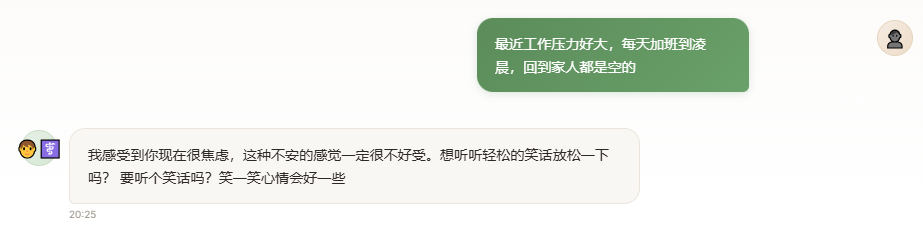 最近工作压力好大，每天加班到凌
晨，回到家人都是空的
我感受到你现在很焦虑，这种不安的感觉一定很不好受。想听听轻松的笑话放松一下
吗？ 要听个笑话吗？笑一笑心情会好一些
20:25